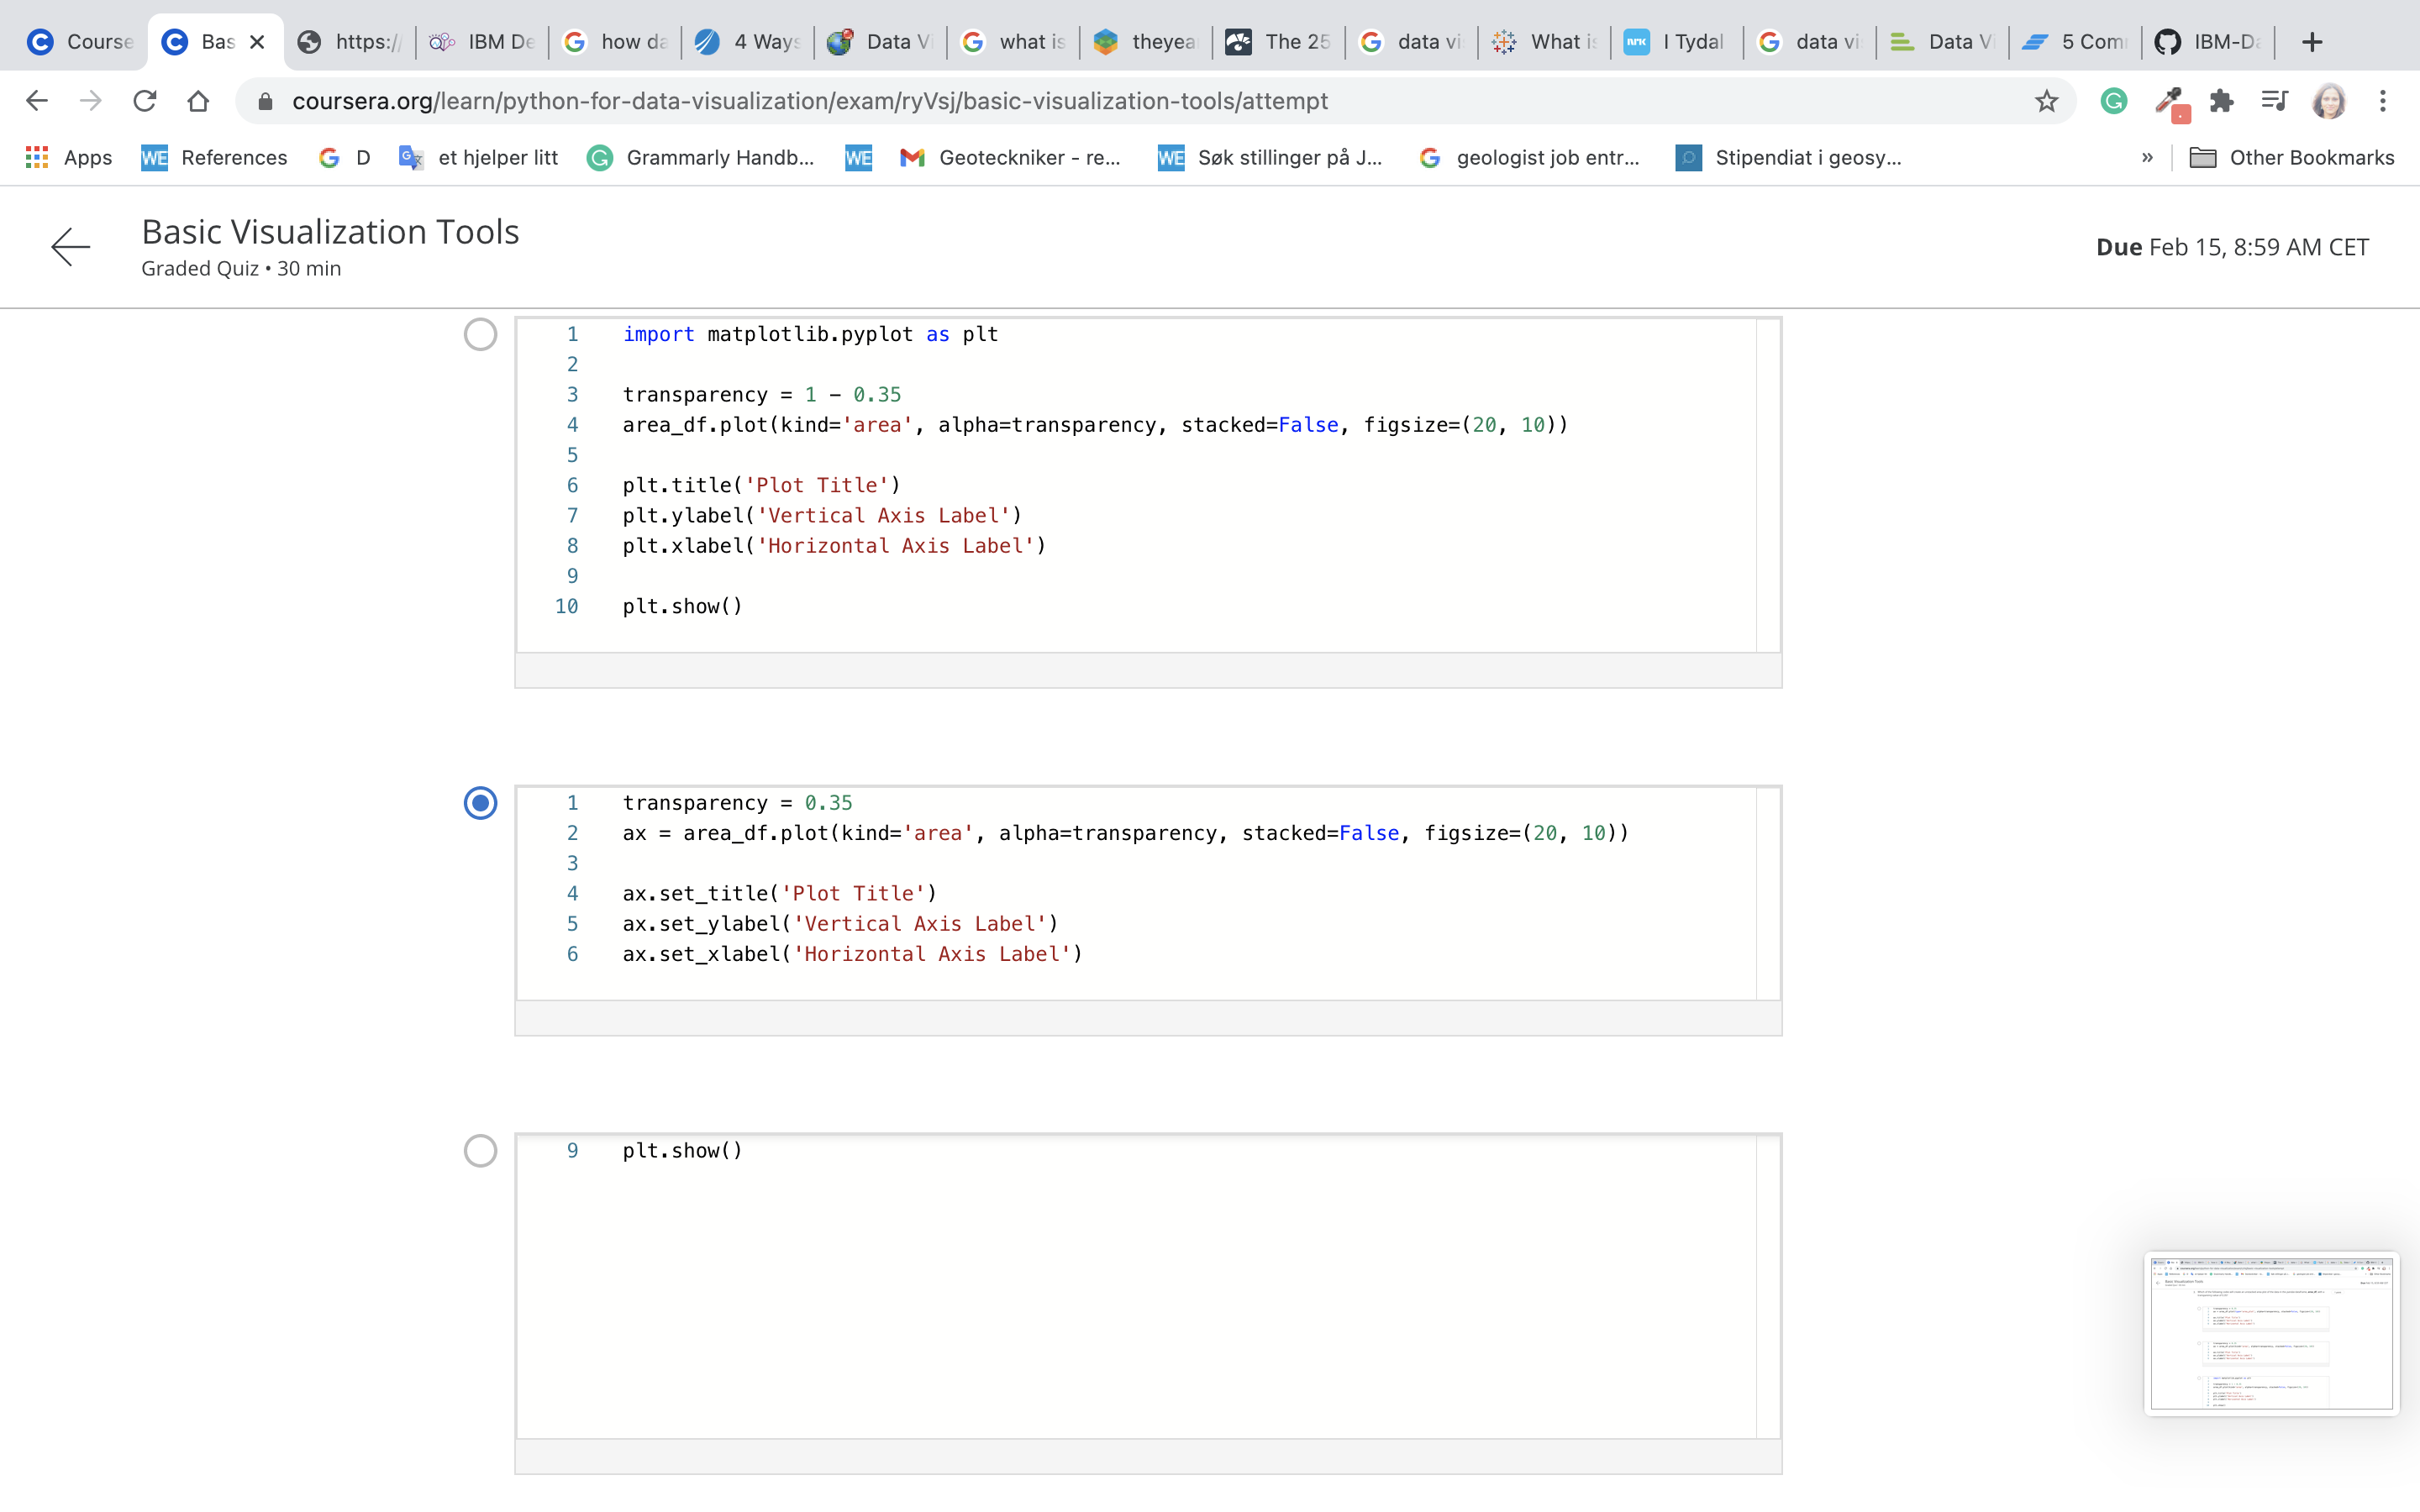 Course
Bas
https:/
IBM De
how da
4 Ways
Data Vi
what is
theyea
The 25
data vi
What is
I Tydal
data vi
Data Vi
5 Com
IBM-Da
coursera.org/learn/python-for-data-visualization/exam/ryVsj/basic-visualization-tools/attempt
Apps
WE References
D
et hjelper litt
Grammarly Handb...
WE
Geoteckniker - re...
WE Søk stillinger på J...
geologist job entr...
Stipendiat i geosy...
»
Other Bookmarks
Basic Visualization Tools
Graded Quiz • 30 min
Due Feb 15, 8:59 AM CET
1 import matplotlib.pyplot as plt
2
3 transparency = 1 - 0.35
4 area_df.plot(kind='area', alpha=transparency, stacked=False, figsize=(20, 10))
5
6 plt.title('Plot Title')
7 plt.ylabel('Vertical Axis Label')
8 plt.xlabel('Horizontal Axis Label')
9
10 plt.show()
1 transparency = 0.35
2 ax = area_df.plot(kind='area', alpha=transparency, stacked=False, figsize=(20, 10))
3
4 ax.set_title('Plot Title')
5 ax.set_ylabel('Vertical Axis Label')
6 ax.set_xlabel('Horizontal Axis Label')
9 plt.show()